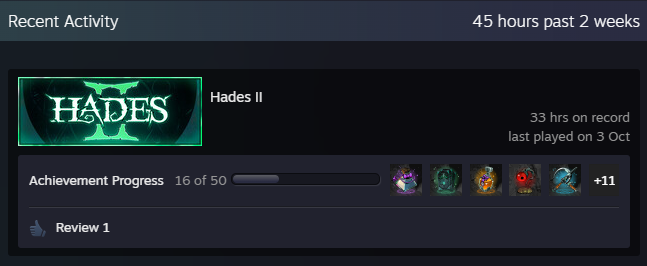 Recent Activity
45 hours past 2 weeks
HADES II
Hades II
33 hrs on record
last played on 3 Oct
Achievement Progress 16 of 50
+11
Review 1